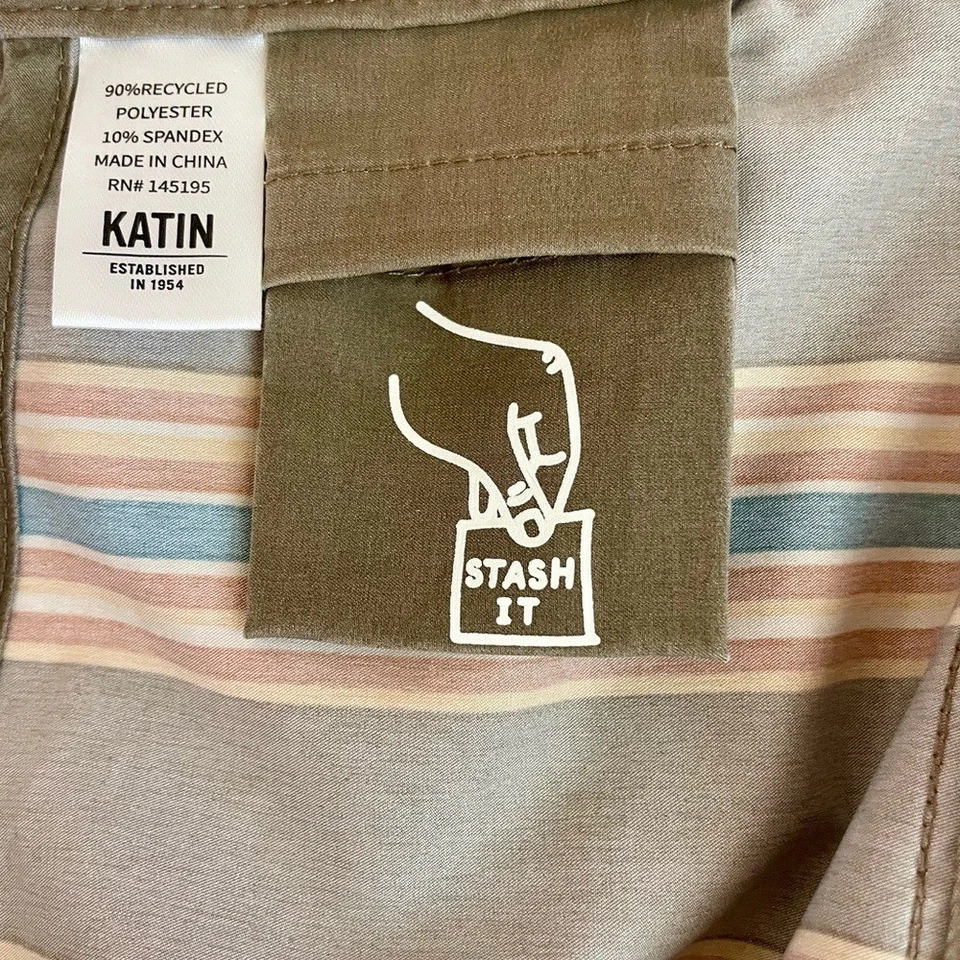 90%RECYCLED
POLYESTER
10% SPANDEX
MADE IN CHINA
RN# 145195
KATIN
ESTABLISHED
IN 1954
STASH
IT